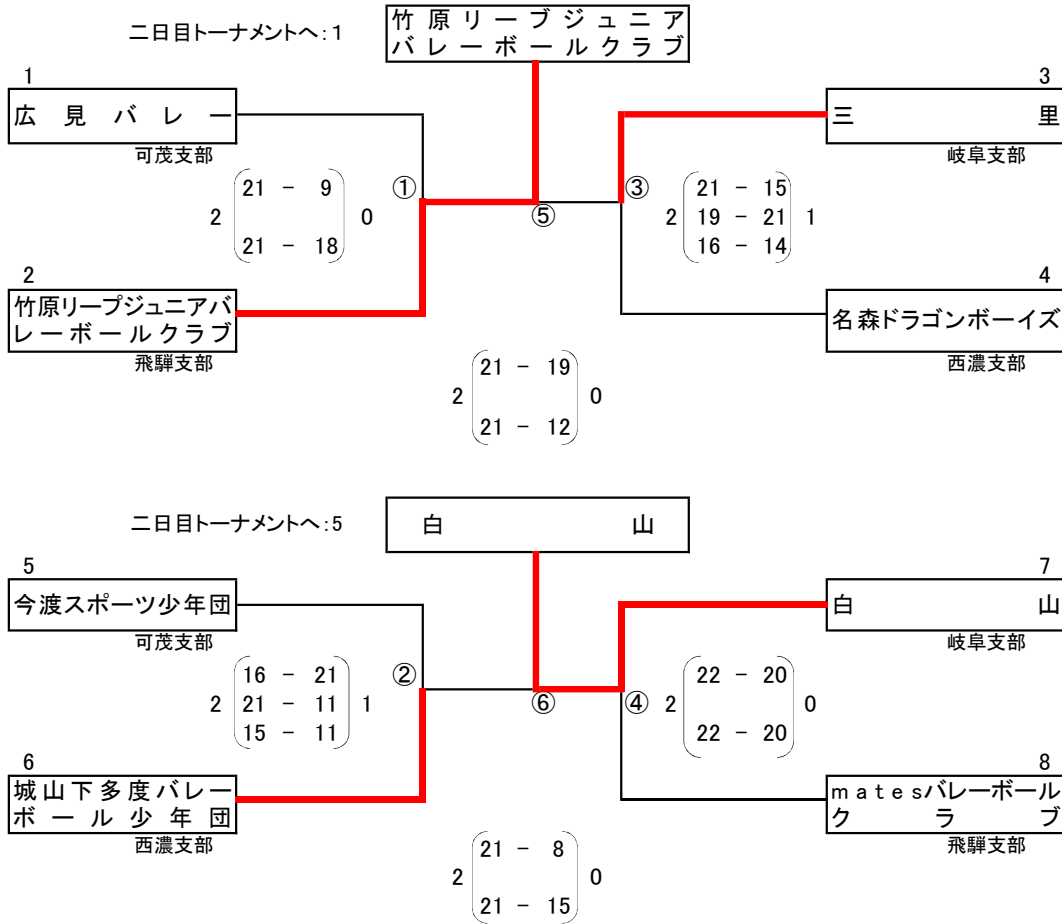 二日目トーナメントへ:1
竹原リーブジュニア
バレーボールクラブ
1
広見バレー
可茂支部
3
三里
岐阜支部
①
2 21 - 9 0
21 - 18
⑤
③
2 21 - 15 1
19 - 21
16 - 14
2
竹原リープジュニアバ
レーボールクラブ
飛騨支部
4
名森ドラゴンボーイズ
西濃支部
2 21 - 19 0
21 - 12
二日目トーナメントへ:5
白山
5
今渡スポーツ少年団
可茂支部
7
白山
岐阜支部
②
2 16 - 21 1
21 - 11
15 - 11
⑥
④
2 22 - 20 0
22 - 20
6
城山下多度バレー
ボール少年団
西濃支部
8
matesバレーボール
クラブ
飛騨支部
2 21 - 8 0
21 - 15